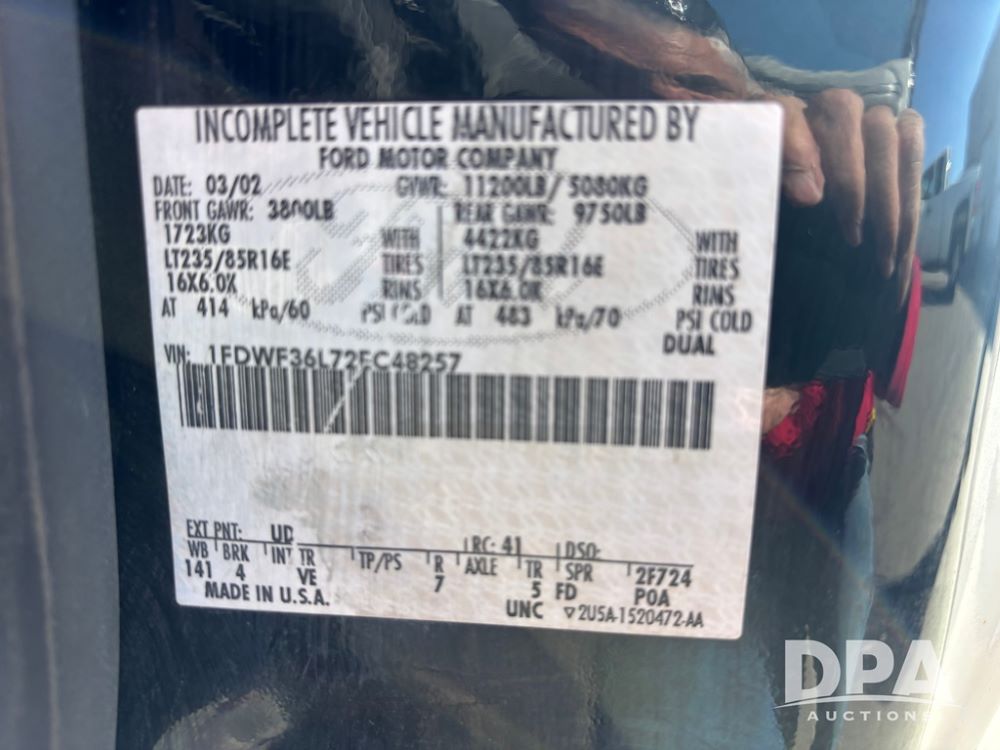 INCOMPLETE VEHICLE MANUFACTURED BY
FORD MOTOR COMPANY
DATE: 03/02 GVWR: 11200LB/ 5080KG
FRONT GAWR: 3800LB REAR GAWR: 9750LB
1723KG WITH 4422KG WITH
LT235/85R16E TIRES LT235/85R16E TIRES
16X6.0K RIMS 16X6.0K RIMS
AT 414 kPa/60 PSI COLD AT 483 kPa/70 PSI COLD
DUAL
VIN: 1FDWF36L72EC48257
EXT PNT: UD RC: 41 DSO:
WB BRK INT TR TP/PS R AXLE TR SPR 2F724
141 4 VE 7 5 FD POA
MADE IN U.S.A. UNC 2U5A-1520472-AA
DPA
AUCTIONS